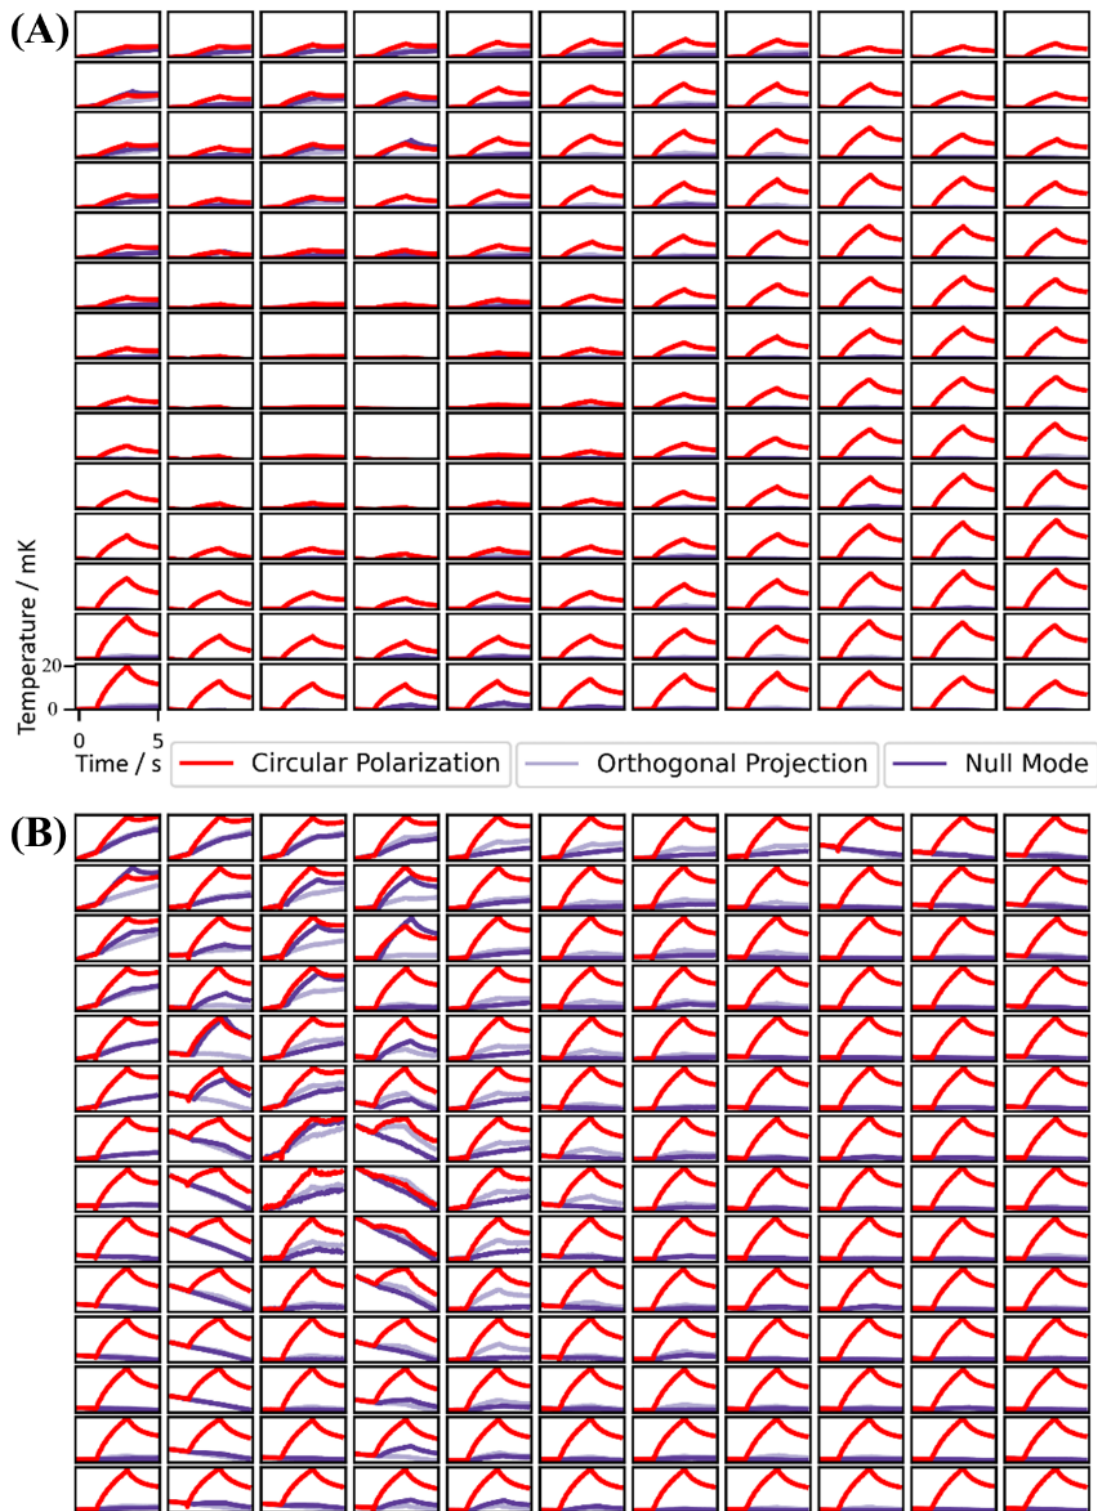 (A)
Temperature / mK
20
0
0 5
Time / s
Circular Polarization
Orthogonal Projection
Null Mode
(B)